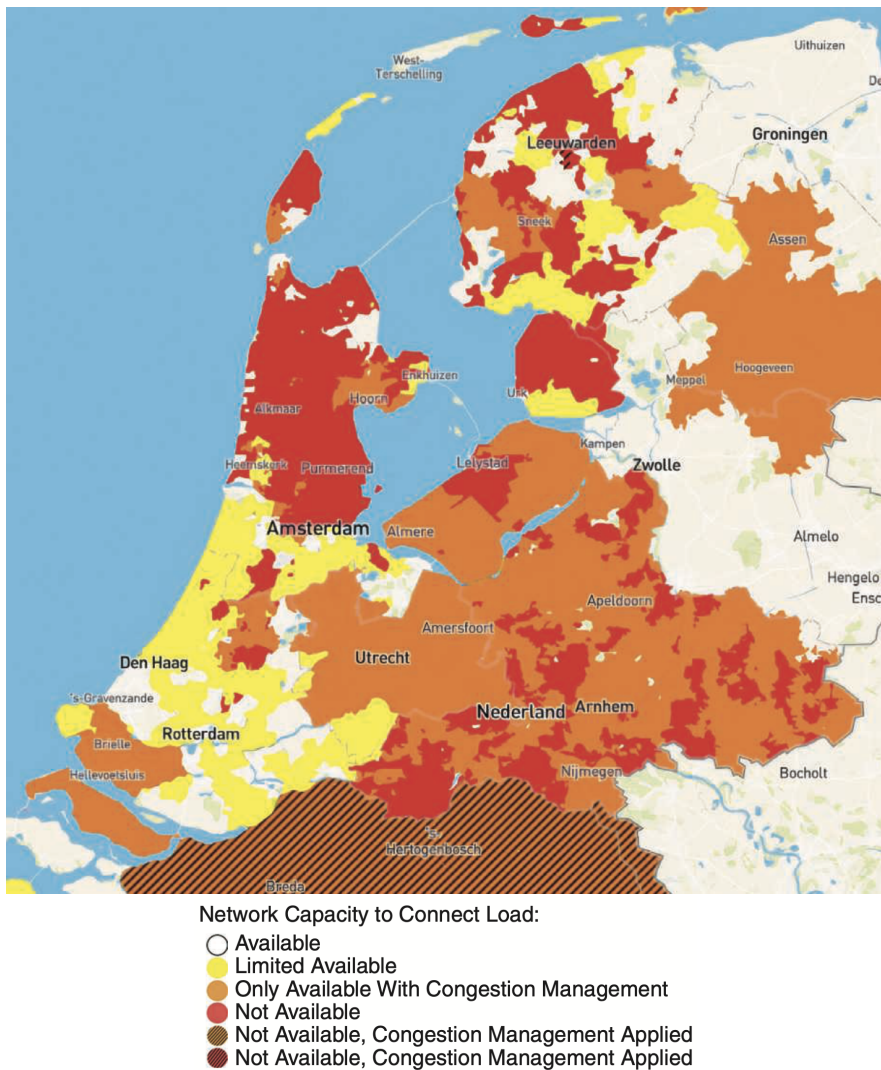 Uithuizen
West-
Terschelling
De
Groningen
Leeuwarden
Sneek
Assen
Hoogeveen
Meppel
Enkhuizen
Hoorn
Urk
Alkmaar
Kampen
Zwolle
Heemskerk
Purmerend
Lelystad
Amsterdam
Almere
Almelo
Hengelo
Ensc
Apeldoorn
Amersfoort
Den Haag
Utrecht
's-Gravenzande
Nederland
Arnhem
Rotterdam
Brielle
Hellevoetsluis
Nijmegen
Bocholt
's-
Hertogenbosch
Breda
Network Capacity to Connect Load:
Available
Limited Available
Only Available With Congestion Management
Not Available
Not Available, Congestion Management Applied
Not Available, Congestion Management Applied